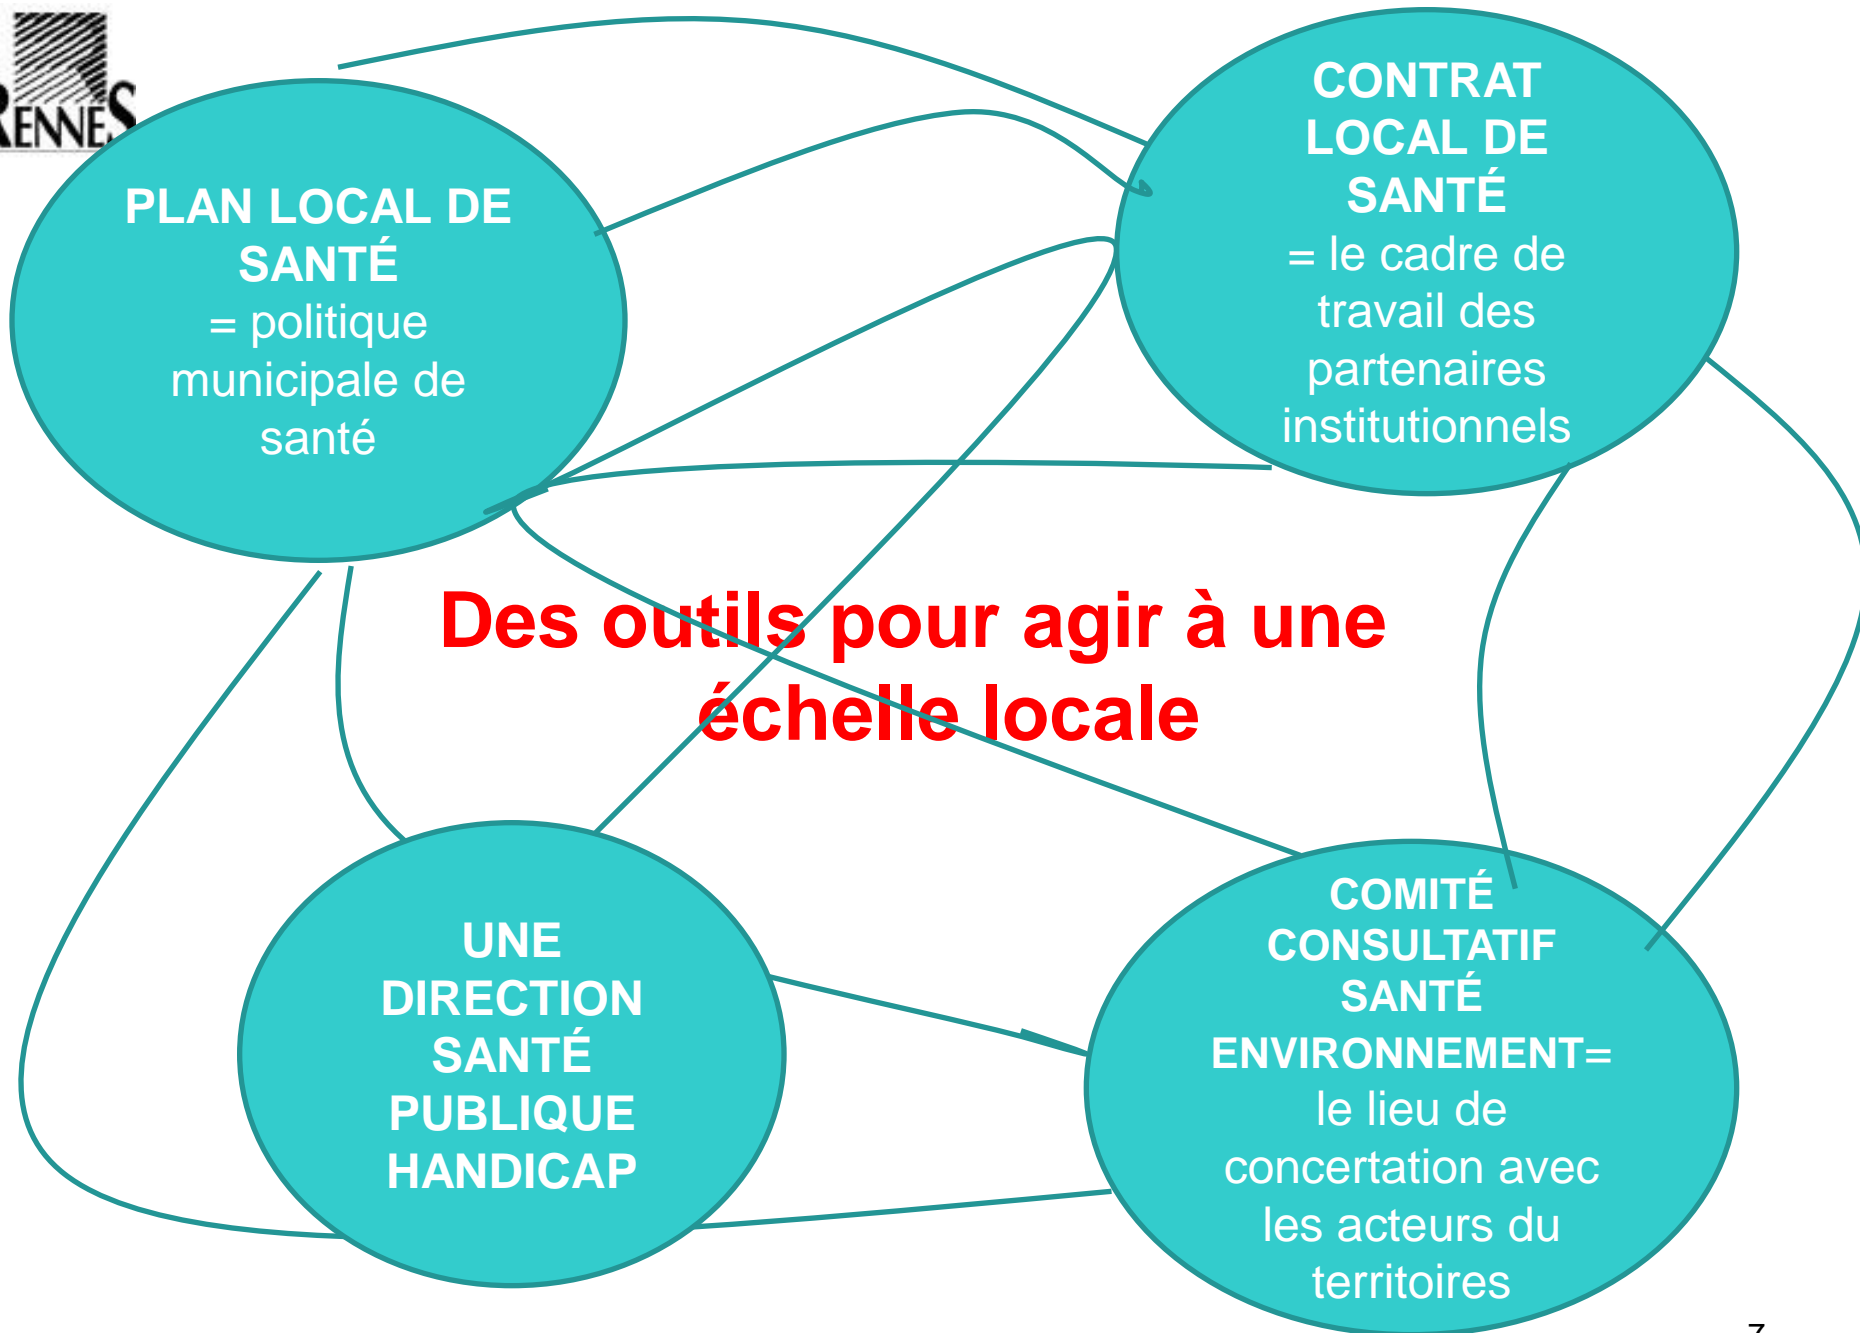 RENNES
PLAN LOCAL DE
SANTÉ
= politique
municipale de
santé
CONTRAT
LOCAL DE
SANTÉ
= le cadre de
travail des
partenaires
institutionnels
Des outils pour agir à une
échelle locale
UNE
DIRECTION
SANTÉ
PUBLIQUE
HANDICAP
COMITÉ
CONSULTATIF
SANTÉ
ENVIRONNEMENT=
le lieu de
concertation avec
les acteurs du
territoires
7